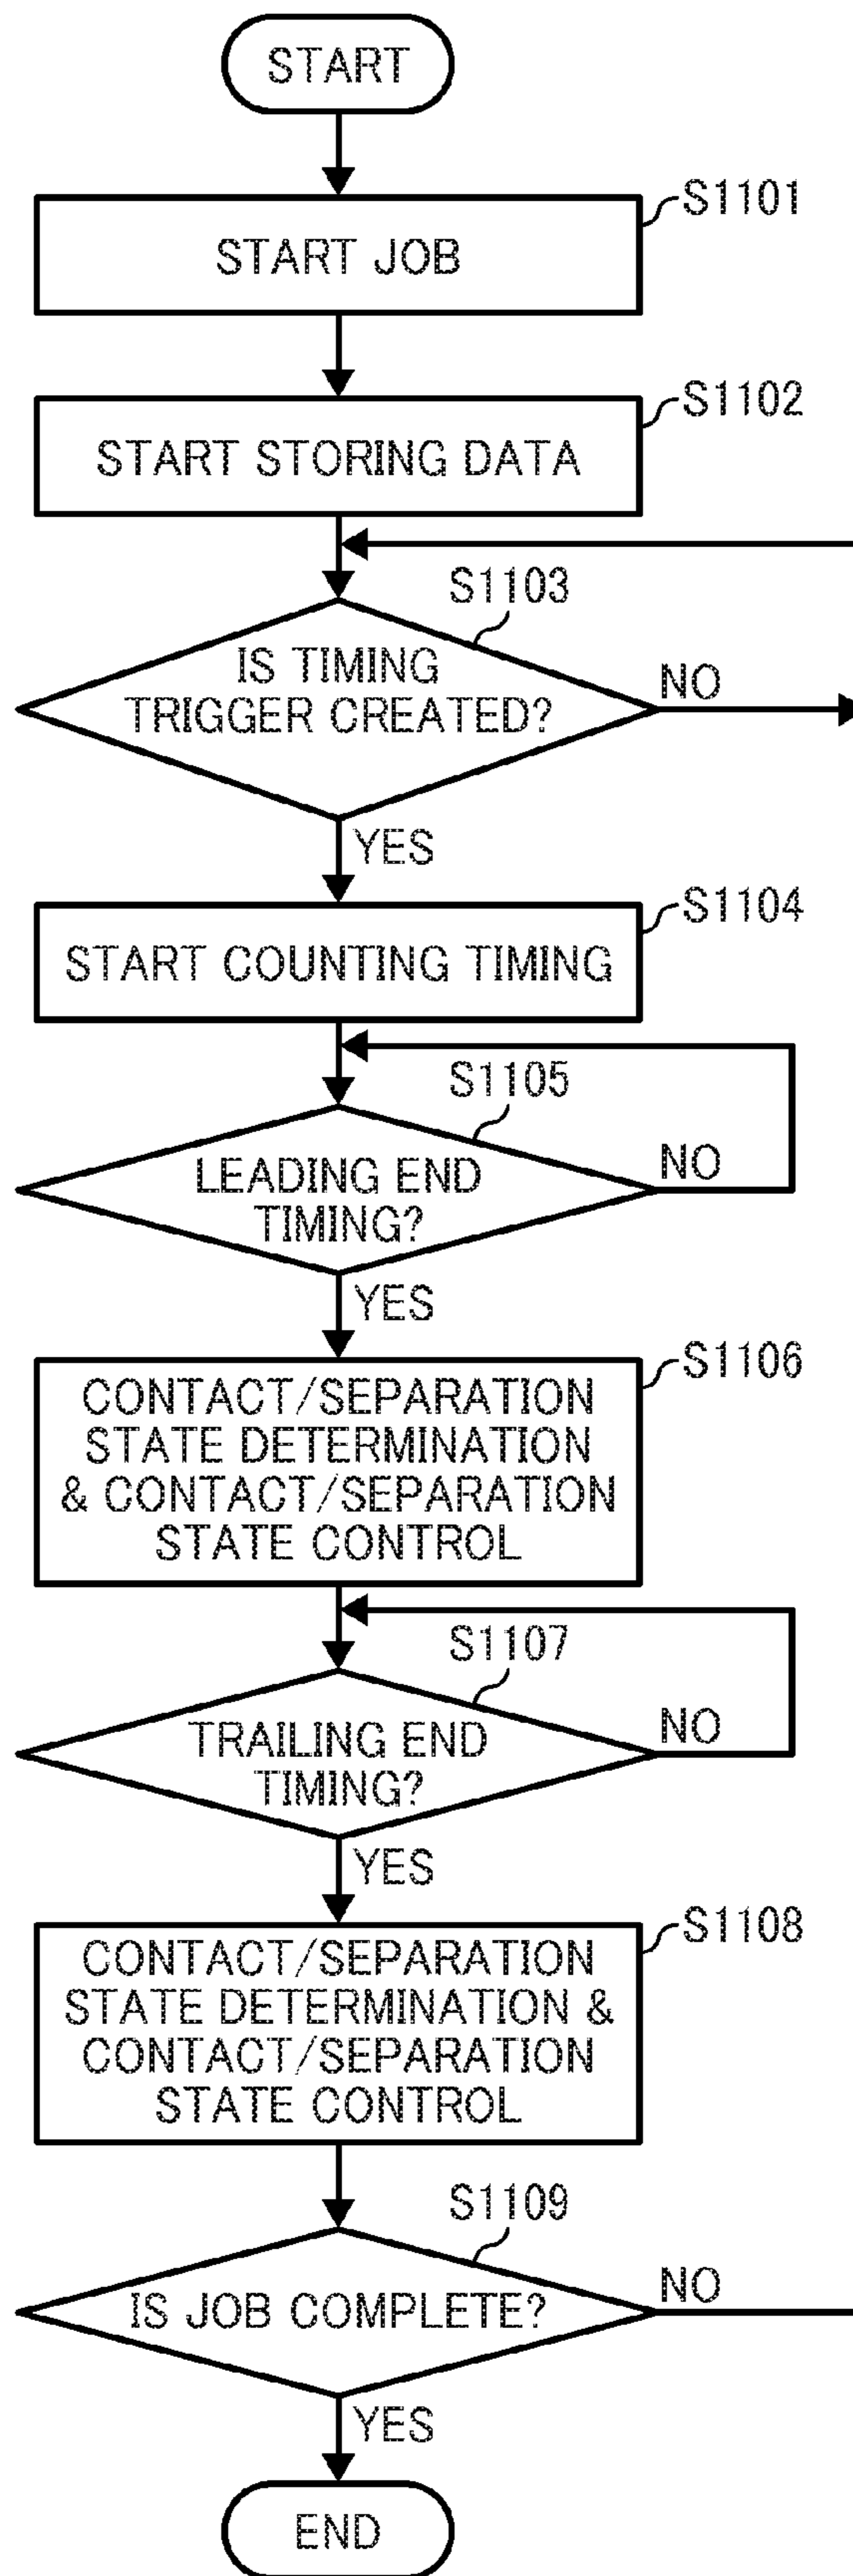 START
S1101
START JOB
S1102
START STORING DATA
S1103
IS TIMING
TRIGGER CREATED?
NO
YES
S1104
START COUNTING TIMING
S1105
LEADING END
TIMING?
NO
YES
S1106
CONTACT/SEPARATION
STATE DETERMINATION
& CONTACT/SEPARATION
STATE CONTROL
S1107
TRAILING END
TIMING?
NO
YES
S1108
CONTACT/SEPARATION
STATE DETERMINATION &
CONTACT/SEPARATION
STATE CONTROL
S1109
IS JOB COMPLETE?
NO
YES
END